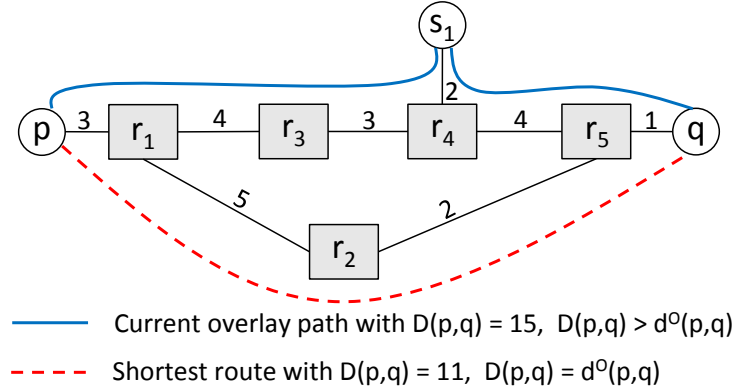 s₁
2
p 3 r₁ 4 r₃ 3 r₄ 4 r₅ 1 q
5 2
r₂
Current overlay path with D(p,q) = 15, D(p,q) > dᴼ(p,q)
Shortest route with D(p,q) = 11, D(p,q) = dᴼ(p,q)